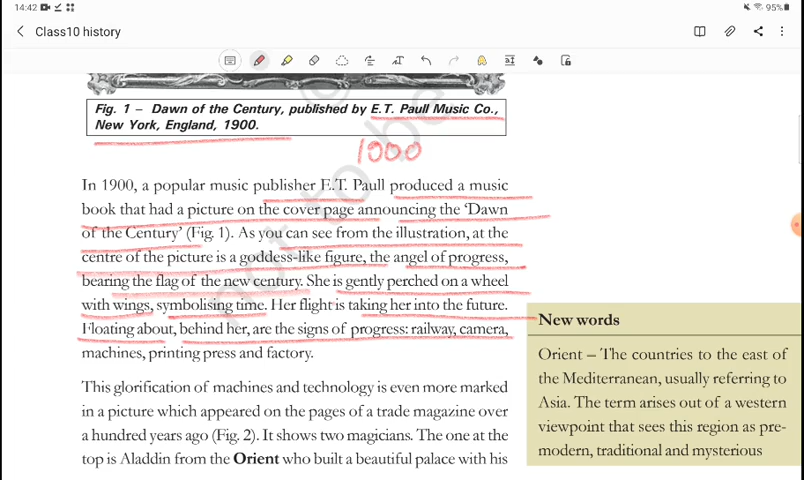 14:42
95%
Class10 history
Fig. 1 – Dawn of the Century, published by E.T. Paull Music Co.,
New York, England, 1900.
1000
In 1900, a popular music publisher E.T. Paull produced a music
book that had a picture on the cover page announcing the ‘Dawn
of the Century’ (Fig. 1). As you can see from the illustration, at the
centre of the picture is a goddess-like figure, the angel of progress,
bearing the flag of the new century. She is gently perched on a wheel
with wings, symbolising time. Her flight is taking her into the future.
Floating about, behind her, are the signs of progress: railway, camera,
machines, printing press and factory.
This glorification of machines and technology is even more marked
in a picture which appeared on the pages of a trade magazine over
a hundred years ago (Fig. 2). It shows two magicians. The one at the
top is Aladdin from the Orient who built a beautiful palace with his
New words
Orient – The countries to the east of
the Mediterranean, usually referring to
Asia. The term arises out of a western
viewpoint that sees this region as pre-
modern, traditional and mysterious
not to be